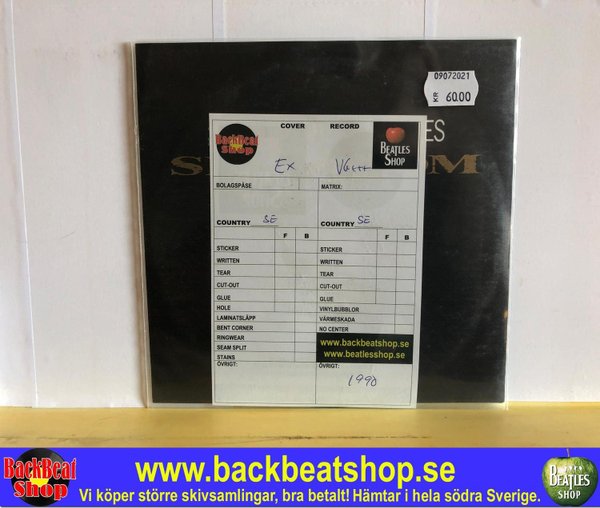 09072021
KR 60.00
ES
S M
BackBeat Shop
COVER RECORD
BEATLES SHOP
Ex VG+++
BOLAGSPÅSE MATRIX:
COUNTRY SE COUNTRY SE
F B F B
STICKER STICKER
WRITTEN WRITTEN
TEAR TEAR
CUT-OUT CUT-OUT
GLUE GLUE
HOLE VINYLBUBBLOR
LAMINATSLÄPP VÄRMESKADA
BENT CORNER NO CENTER
RINGWEAR
SEAM SPLIT
STAINS
www.backbeatshop.se
www.beatlesshop.se
ÖVRIGT: ÖVRIGT:
1990
BackBeat Shop
www.backbeatshop.se
Vi köper större skivsamlingar, bra betalt! Hämtar i hela södra Sverige.
BEATLES SHOP